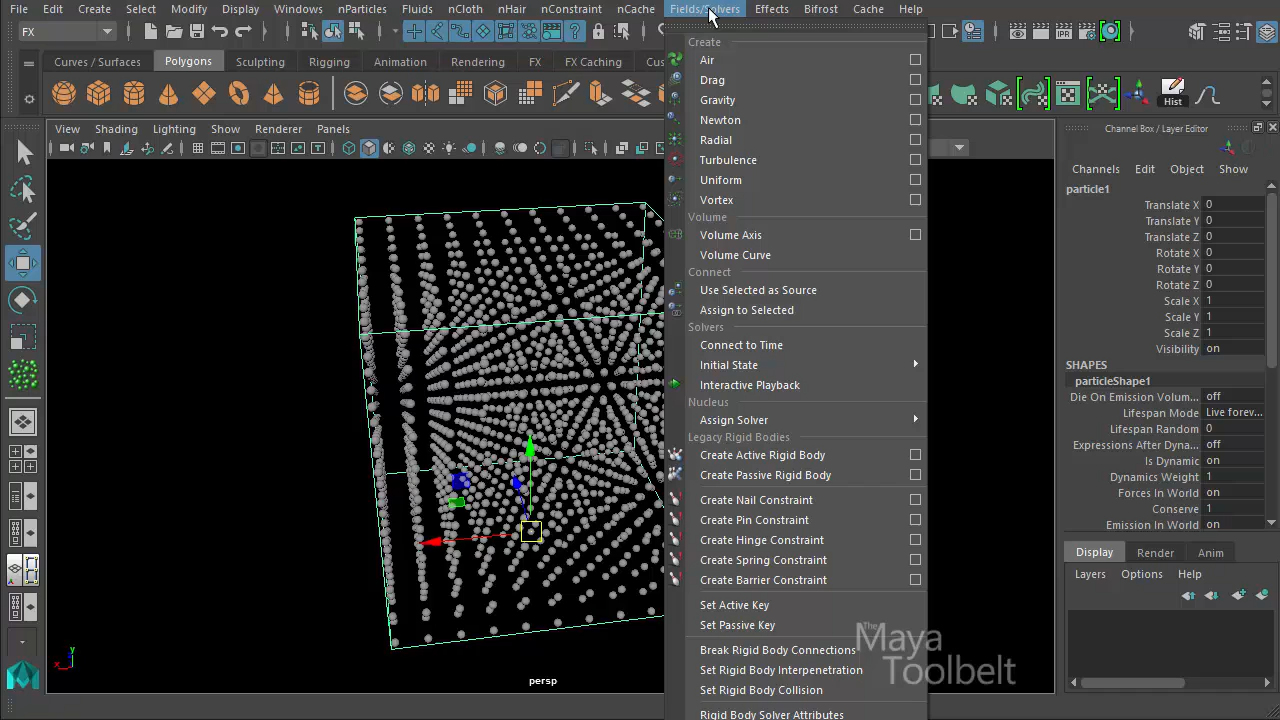 File Edit Create Select Modify Display Windows nParticles Fluids nCloth nHair nConstraint nCache Fields/Solvers Effects Bifrost Cache Help
FX
Curves / Surfaces Polygons Sculpting Rigging Animation Rendering FX FX Caching Cus
IPR
Hist
View Shading Lighting Show Renderer Panels
Create
Air
Drag
Gravity
Newton
Radial
Turbulence
Uniform
Vortex
Volume
Volume Axis
Volume Curve
Connect
Use Selected as Source
Assign to Selected
Solvers
Connect to Time
Initial State
Interactive Playback
Nucleus
Assign Solver
Legacy Rigid Bodies
Create Active Rigid Body
Create Passive Rigid Body
Create Nail Constraint
Create Pin Constraint
Create Hinge Constraint
Create Spring Constraint
Create Barrier Constraint
Set Active Key
Set Passive Key
Break Rigid Body Connections
Set Rigid Body Interpenetration
Set Rigid Body Collision
Rigid Body Solver Attributes
Channel Box / Layer Editor
Channels Edit Object Show
particle1
Translate X 0
Translate Y 0
Translate Z 0
Rotate X 0
Rotate Y 0
Rotate Z 0
Scale X 1
Scale Y 1
Scale Z 1
Visibility on
SHAPES
particleShape1
Die On Emission Volum... off
Lifespan Mode Live forev...
Lifespan Random 0
Expressions After Dyna... off
Is Dynamic on
Dynamics Weight 1
Forces In World on
Conserve 1
Emission In World on
Display Render Anim
Layers Options Help
y
x
persp
The
Maya
Toolbelt